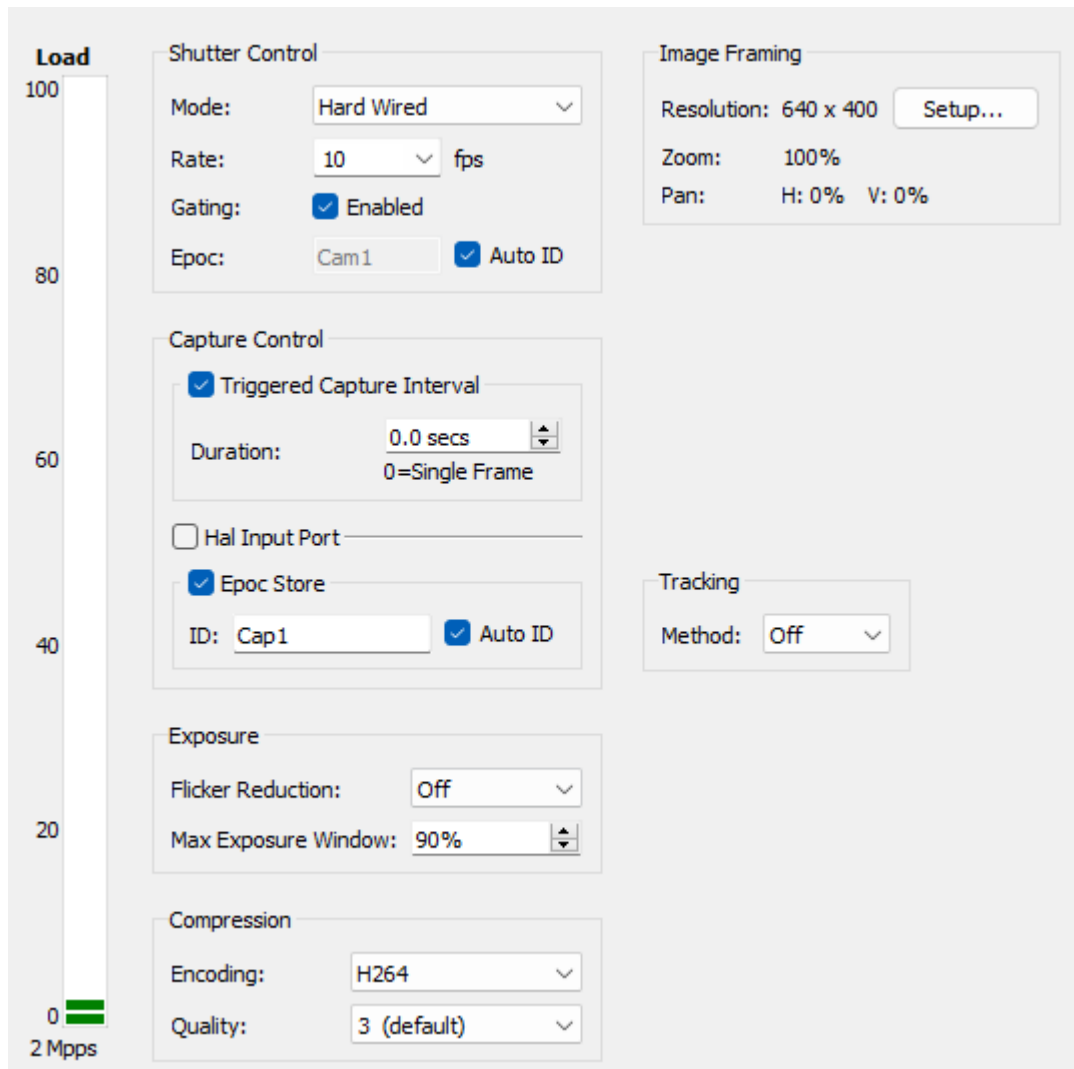 Load
100
80
60
40
20
0
2 Mpps
Shutter Control
Mode: Hard Wired
Rate: 10 fps
Gating: Enabled
Epoc: Cam1 Auto ID
Capture Control
Triggered Capture Interval
Duration: 0.0 secs
0=Single Frame
Hal Input Port
Epoc Store
ID: Cap1 Auto ID
Exposure
Flicker Reduction: Off
Max Exposure Window: 90%
Compression
Encoding: H264
Quality: 3 (default)
Image Framing
Resolution: 640 x 400 Setup...
Zoom: 100%
Pan: H: 0% V: 0%
Tracking
Method: Off